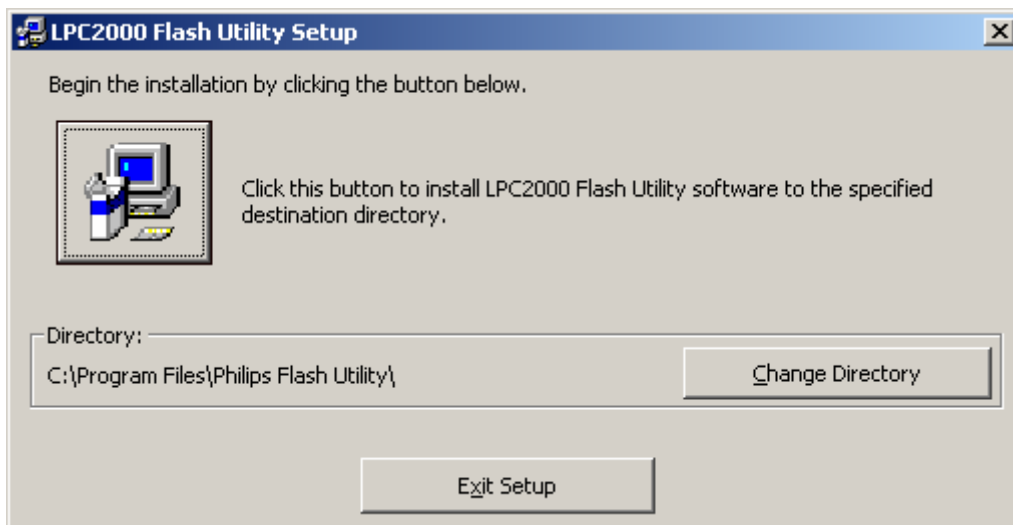 LPC2000 Flash Utility Setup
Begin the installation by clicking the button below.
Click this button to install LPC2000 Flash Utility software to the specified
destination directory.
Directory:
C:\Program Files\Philips Flash Utility\
Change Directory
Exit Setup